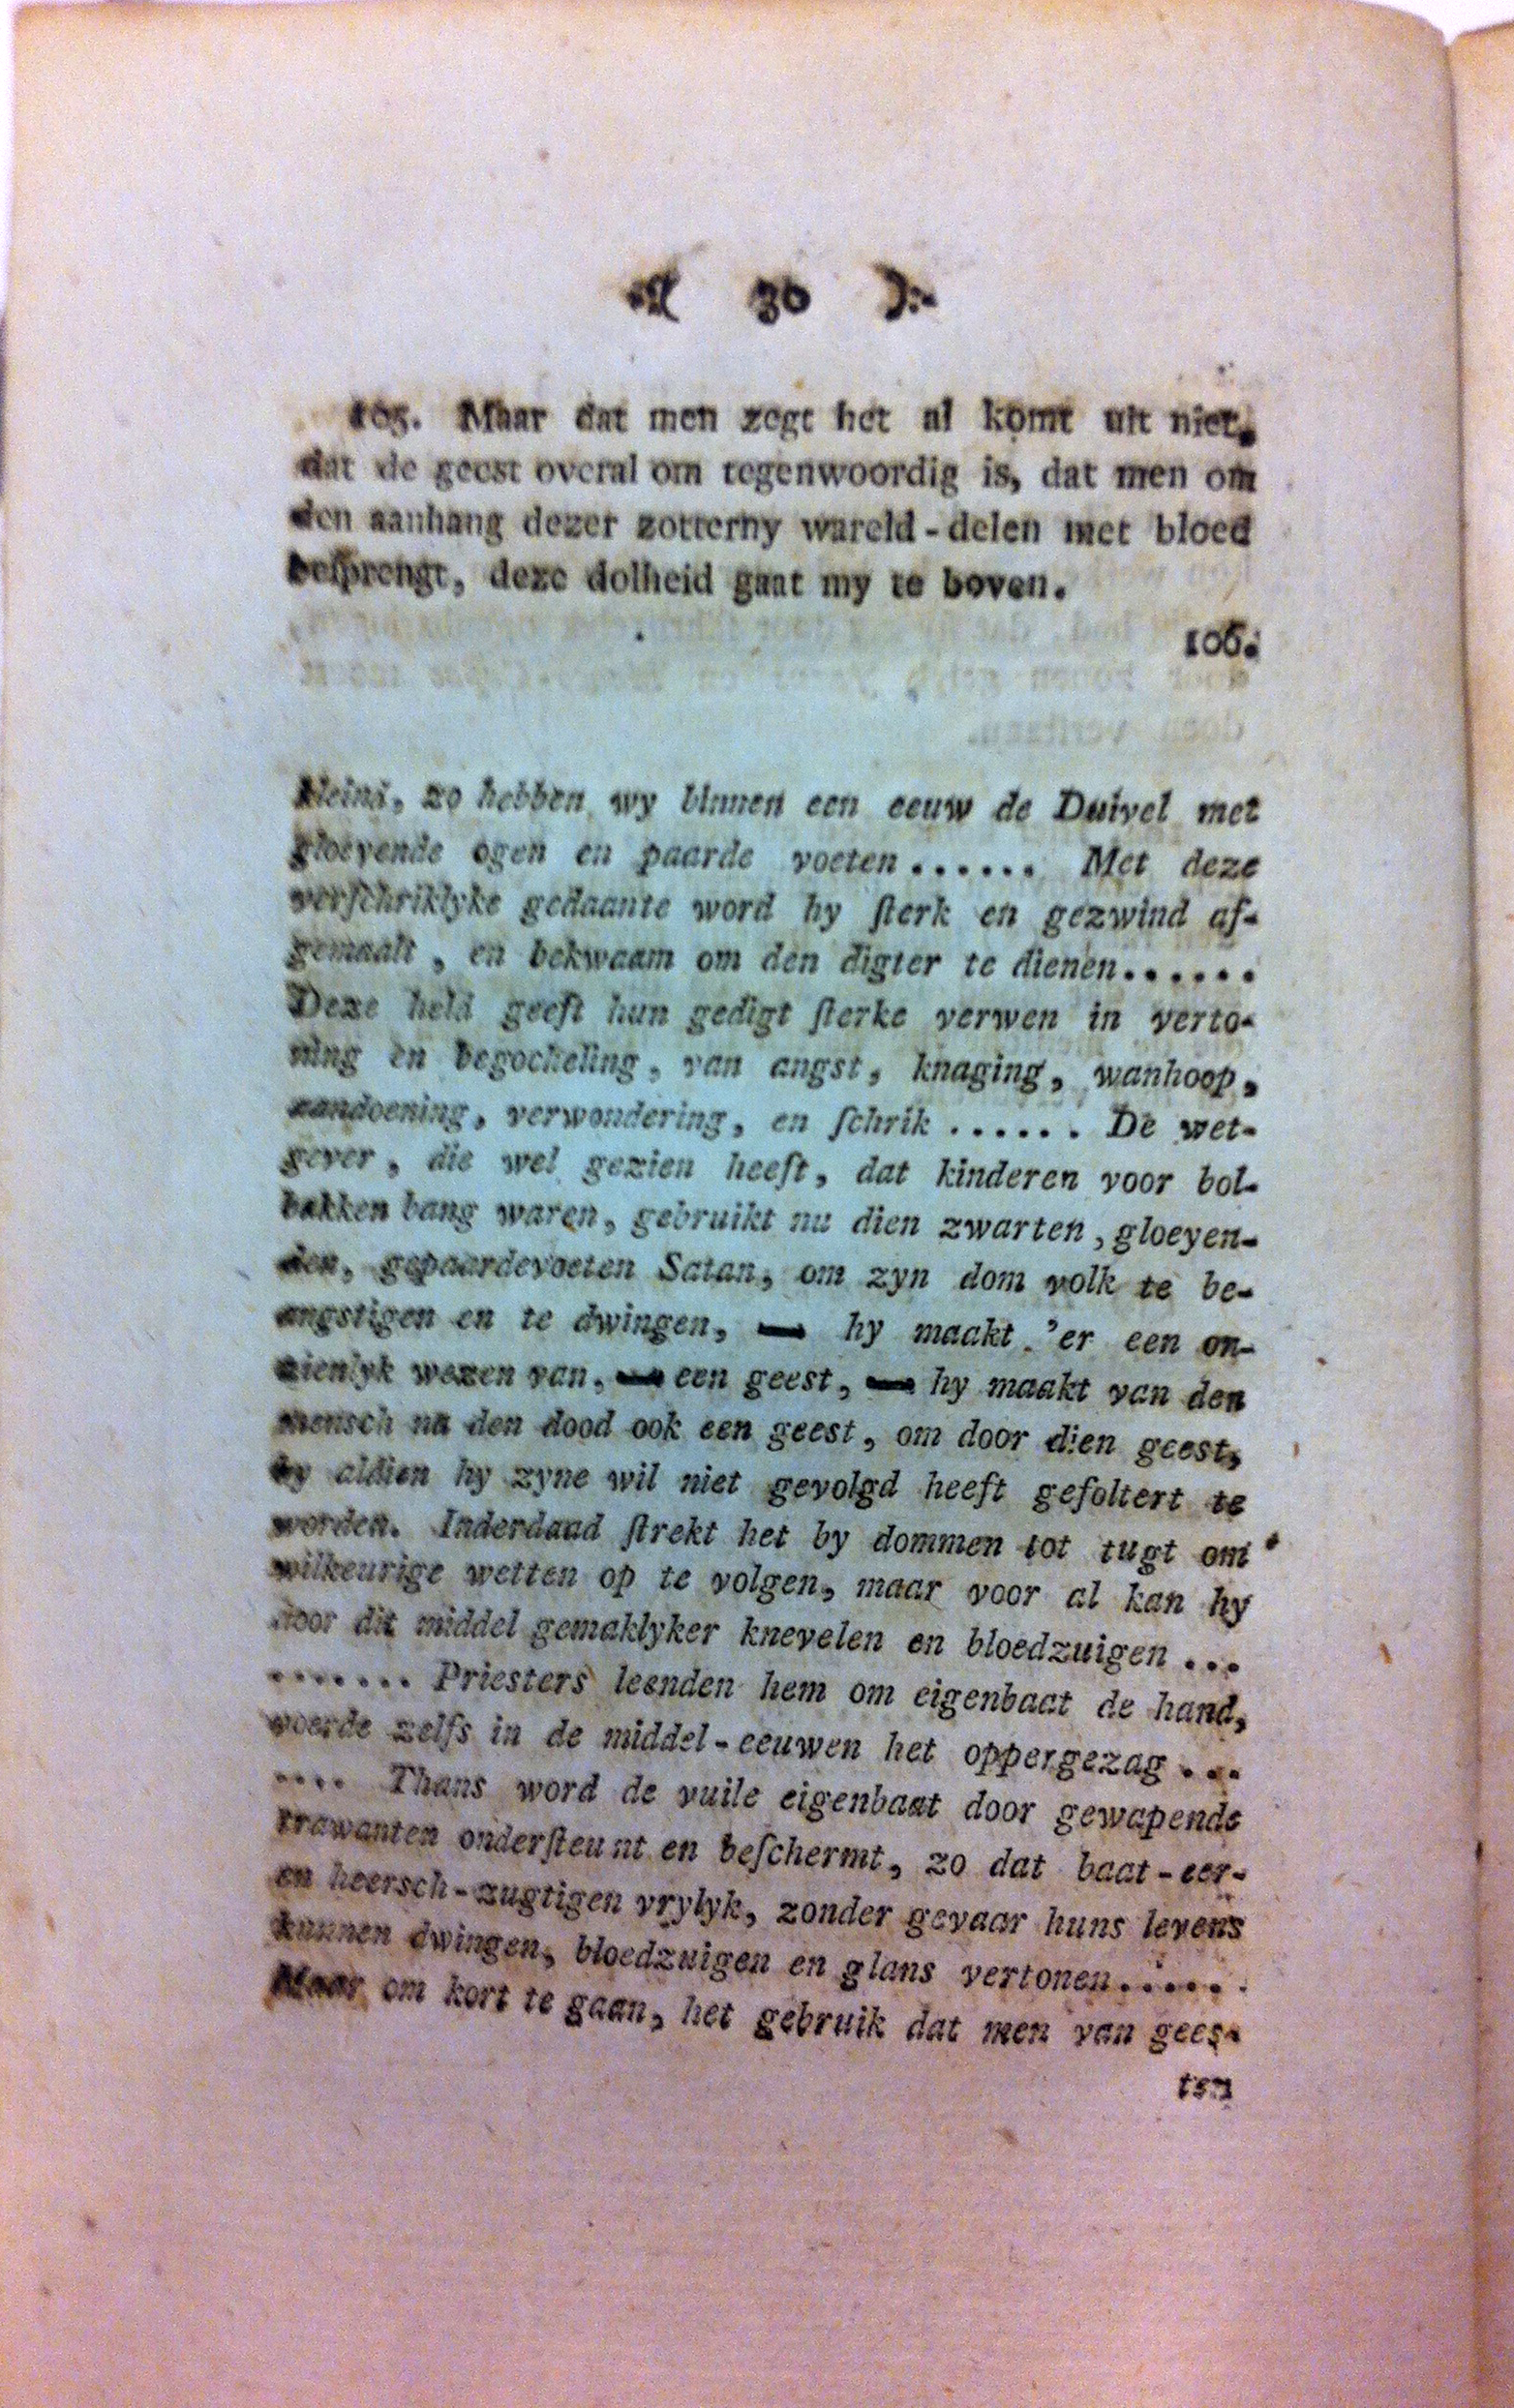 ( 30 )
105. Maar dat men zegt het al komt uit niet,
dat de geest overal om tegenwoordig is, dat men om
den aanhang dezer zotterny wareld-delen met bloed
beſprengt, deze dolheid gaat my te boven.
106.
kleind, zo hebben wy binnen een eeuw de Duivel met
gloeyende ogen en paarde voeten...... Met deze
verſchriklyke gedaante word hy ſterk en gezwind af-
gemaalt, en bekwaam om den digter te dienen......
Deze held geeft hun gedigt ſterke verwen in verto-
ning en begocheling, van angst, knaging, wanhoop,
aandoening, verwondering, en ſchrik ...... De wet-
gever, die wel gezien heeft, dat kinderen voor bol-
bakken bang waren, gebruikt nu dien zwarten, gloeyen-
den, gepaardevoeten Satan, om zyn dom volk te be-
angstigen en te dwingen, — hy maakt 'er een on-
zienlyk wezen van, — een geest, — hy maakt van den
mensch na den dood ook een geest, om door dien geest,
by aldien hy zyne wil niet gevolgd heeft gefoltert te
worden. Inderdaad ſtrekt het by dommen tot tugt om
wilkeurige wetten op te volgen, maar voor al kan hy
door dit middel gemaklyker knevelen en bloedzuigen ...
....... Priesters leenden hem om eigenbaat de hand,
voerde zelfs in de middel-eeuwen het oppergezag ...
.... Thans word de vuile eigenbaat door gewapende
trawanten onderſteunt en beſchermt, zo dat baat-eer-
en heersch-zugtigen vrylyk, zonder gevaar huns levens
kunnen dwingen, bloedzuigen en glans vertonen......
Maar om kort te gaan, het gebruik dat men van gees-
ten